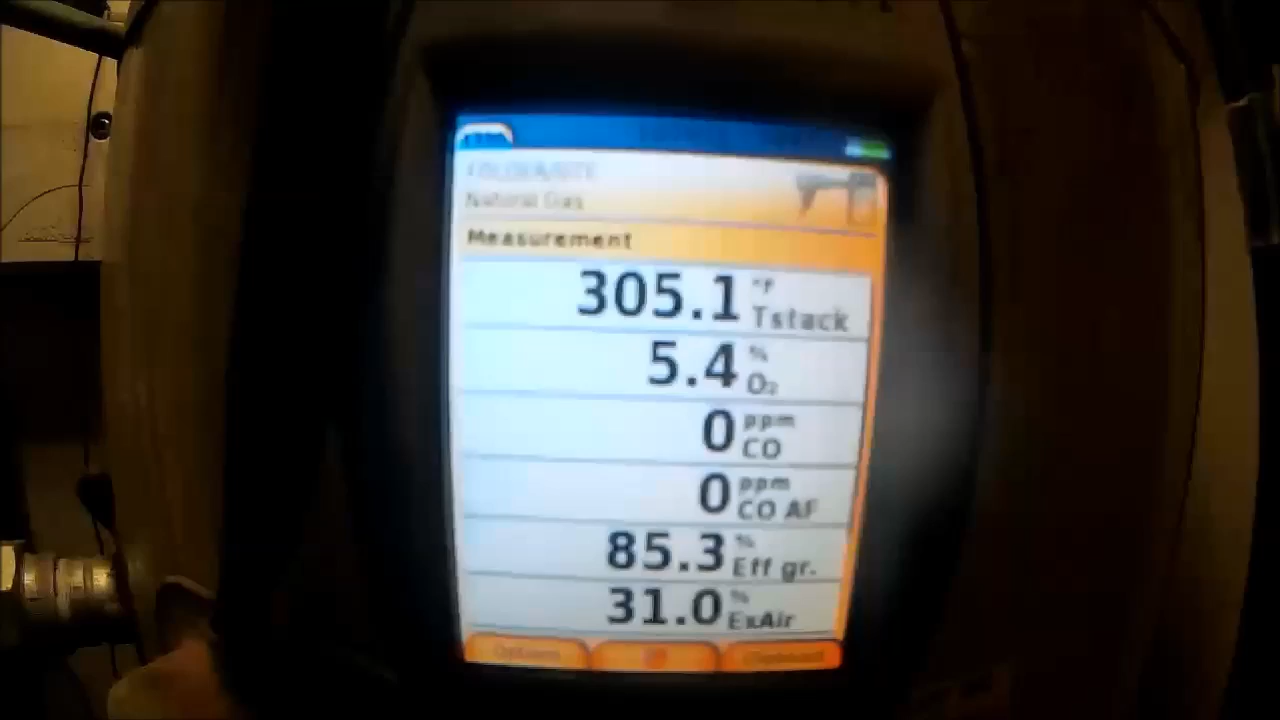 Natural Gas
Measurement
305.1 °F Tstack
5.4 % O₂
0 ppm CO
0 ppm CO AF
85.3 % Eff gr.
31.0 % ExAir
Options